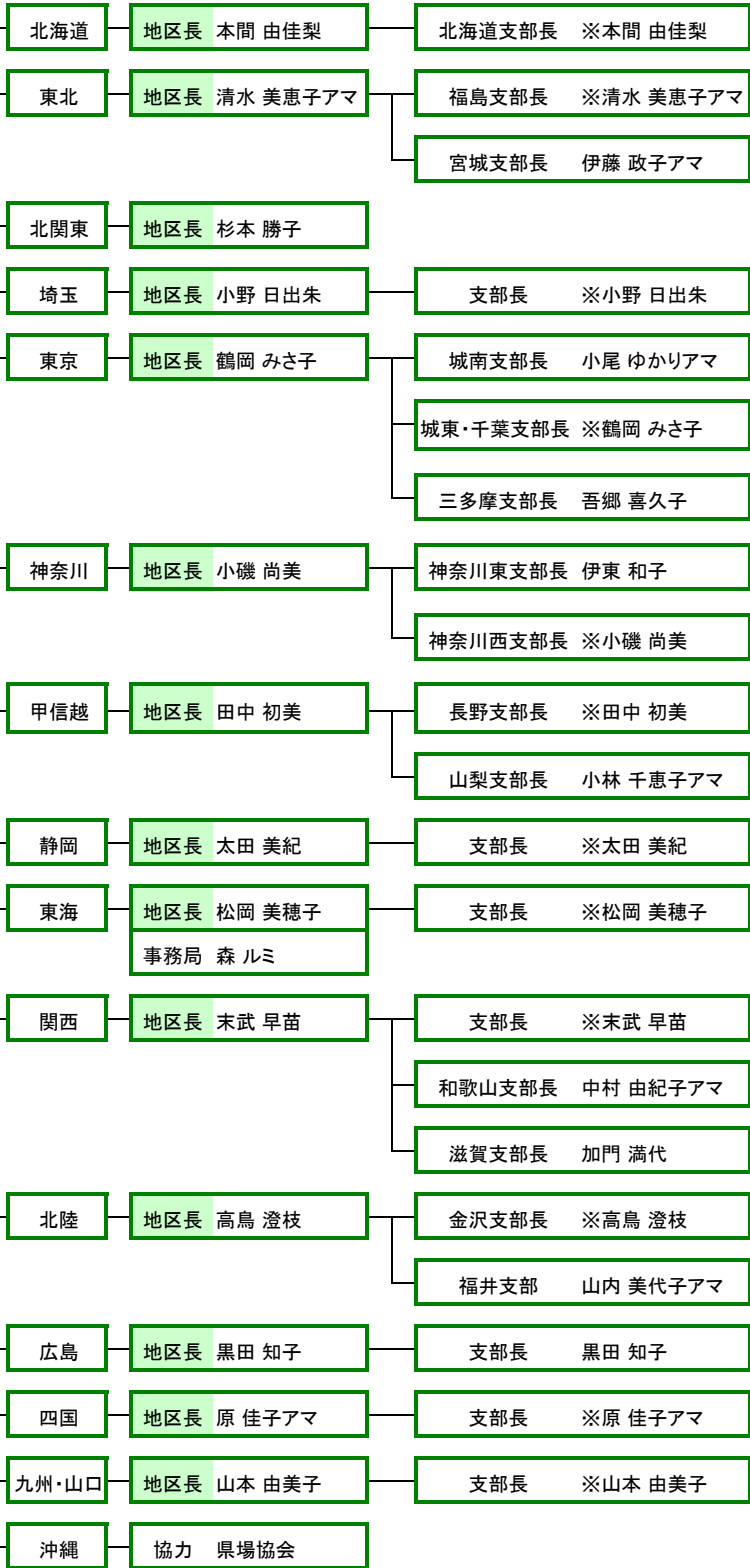 北海道 地区長 本間 由佳梨 北海道支部長 ※本間 由佳梨
東北 地区長 清水 美恵子アマ 福島支部長 ※清水 美恵子アマ
宮城支部長 伊藤 政子アマ
北関東 地区長 杉本 勝子
埼玉 地区長 小野 日出朱 支部長 ※小野 日出朱
東京 地区長 鶴岡 みさ子 城南支部長 小尾 ゆかりアマ
城東・千葉支部長 ※鶴岡 みさ子
三多摩支部長 吾郷 喜久子
神奈川 地区長 小磯 尚美 神奈川東支部長 伊東 和子
神奈川西支部長 ※小磯 尚美
甲信越 地区長 田中 初美 長野支部長 ※田中 初美
山梨支部長 小林 千恵子アマ
静岡 地区長 太田 美紀 支部長 ※太田 美紀
東海 地区長 松岡 美穂子 支部長 ※松岡 美穂子
事務局 森 ルミ
関西 地区長 末武 早苗 支部長 ※末武 早苗
和歌山支部長 中村 由紀子アマ
滋賀支部長 加門 満代
北陸 地区長 高鳥 澄枝 金沢支部長 ※高鳥 澄枝
福井支部 山内 美代子アマ
広島 地区長 黒田 知子 支部長 黒田 知子
四国 地区長 原 佳子アマ 支部長 ※原 佳子アマ
九州・山口 地区長 山本 由美子 支部長 ※山本 由美子
沖縄 協力 県場協会